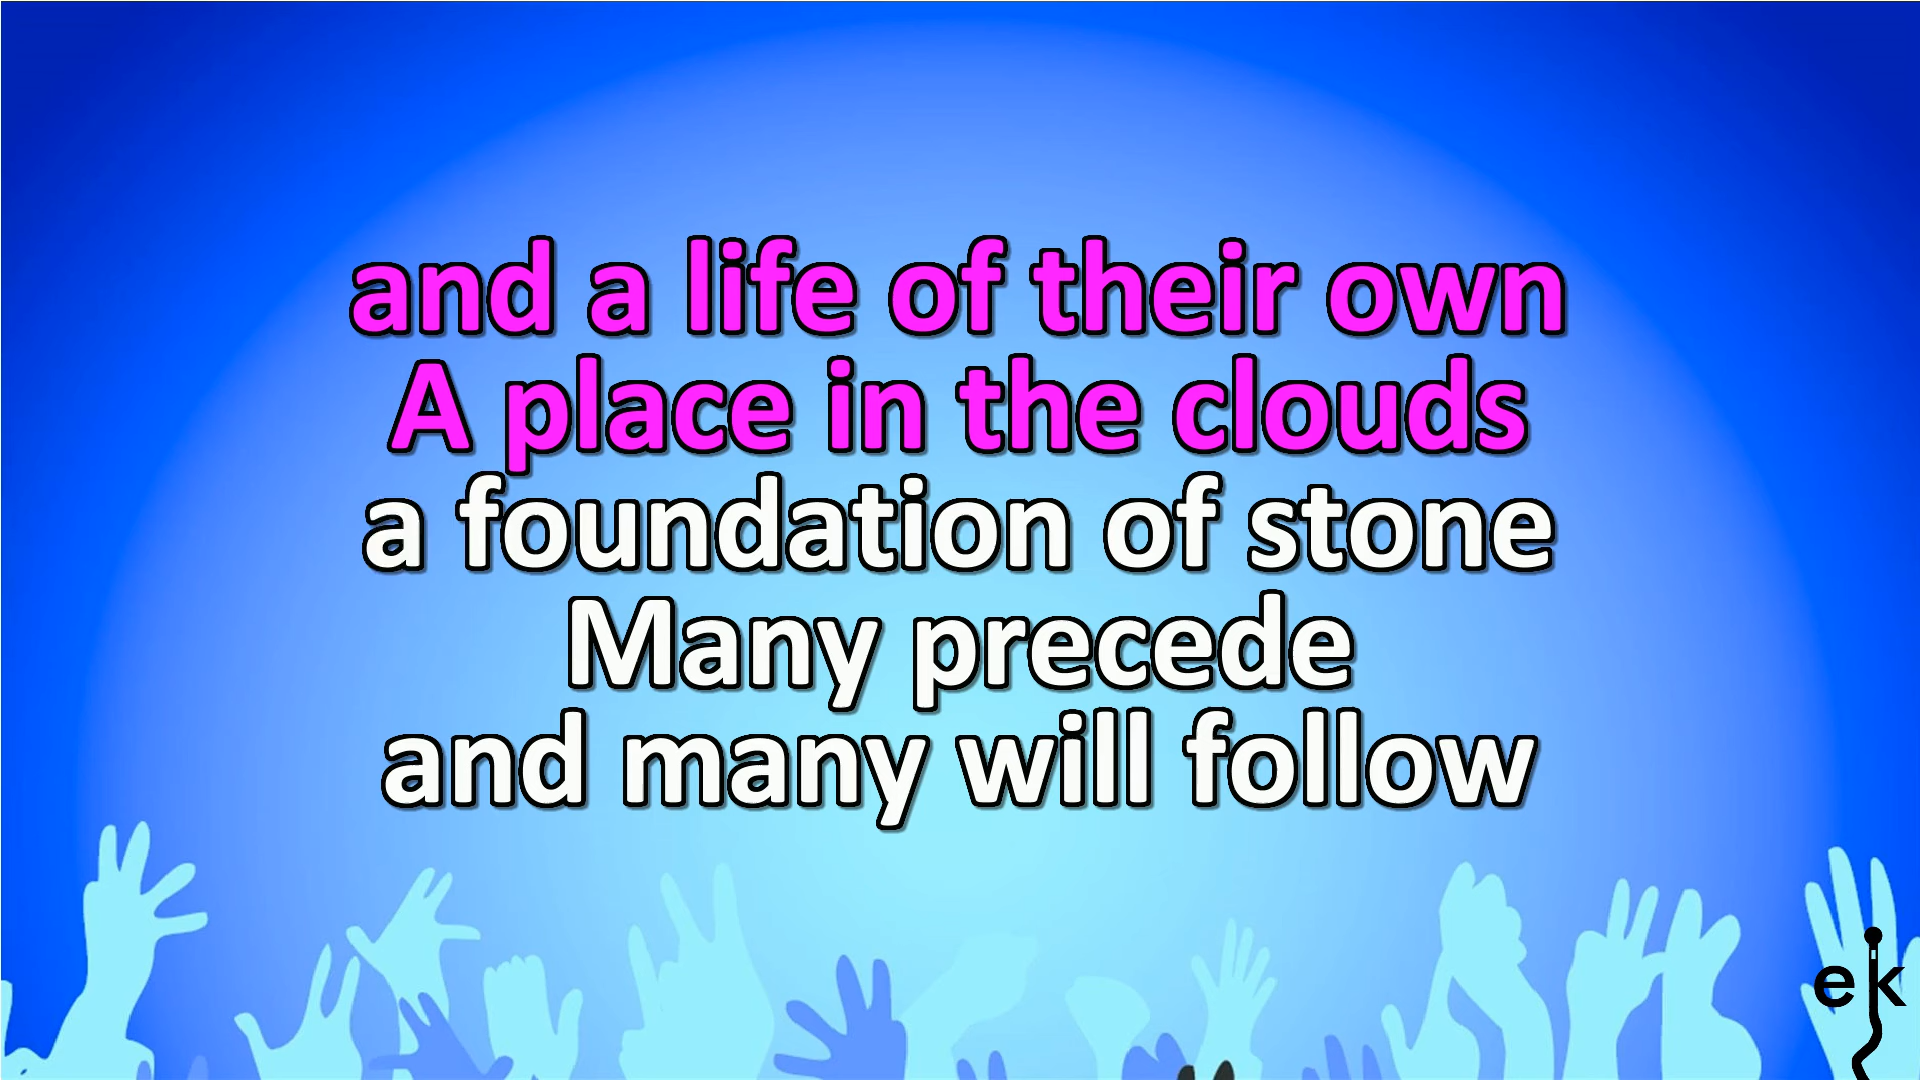 and a life of their own
A place in the clouds
a foundation of stone
Many precede
and many will follow
ek